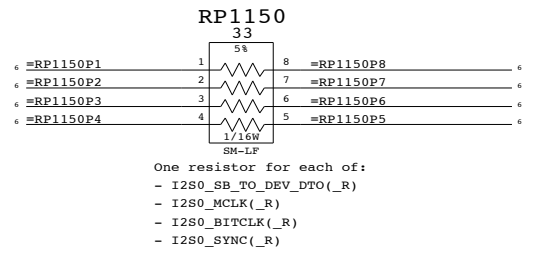 RP1150
33
5%
6 =RP1150P1 1 8 =RP1150P8 6
6 =RP1150P2 2 7 =RP1150P7 6
6 =RP1150P3 3 6 =RP1150P6 6
6 =RP1150P4 4 5 =RP1150P5 6
1/16W
SM-LF
One resistor for each of:
- I2S0_SB_TO_DEV_DTO(_R)
- I2S0_MCLK(_R)
- I2S0_BITCLK(_R)
- I2S0_SYNC(_R)